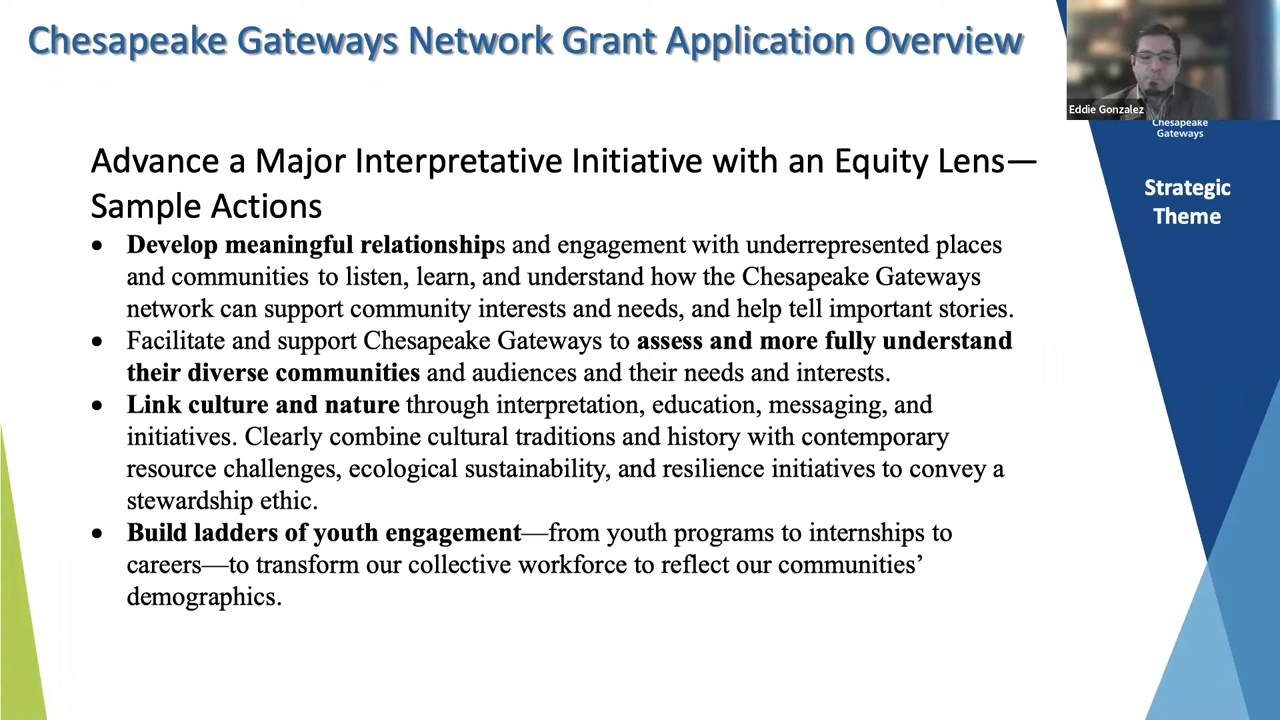 Chesapeake Gateways Network Grant Application Overview
Eddie Gonzalez
Chesapeake
Gateways
Strategic
Theme
Advance a Major Interpretative Initiative with an Equity Lens—
Sample Actions
• Develop meaningful relationships and engagement with underrepresented places
and communities to listen, learn, and understand how the Chesapeake Gateways
network can support community interests and needs, and help tell important stories.
• Facilitate and support Chesapeake Gateways to assess and more fully understand
their diverse communities and audiences and their needs and interests.
• Link culture and nature through interpretation, education, messaging, and
initiatives. Clearly combine cultural traditions and history with contemporary
resource challenges, ecological sustainability, and resilience initiatives to convey a
stewardship ethic.
• Build ladders of youth engagement—from youth programs to internships to
careers—to transform our collective workforce to reflect our communities’
demographics.